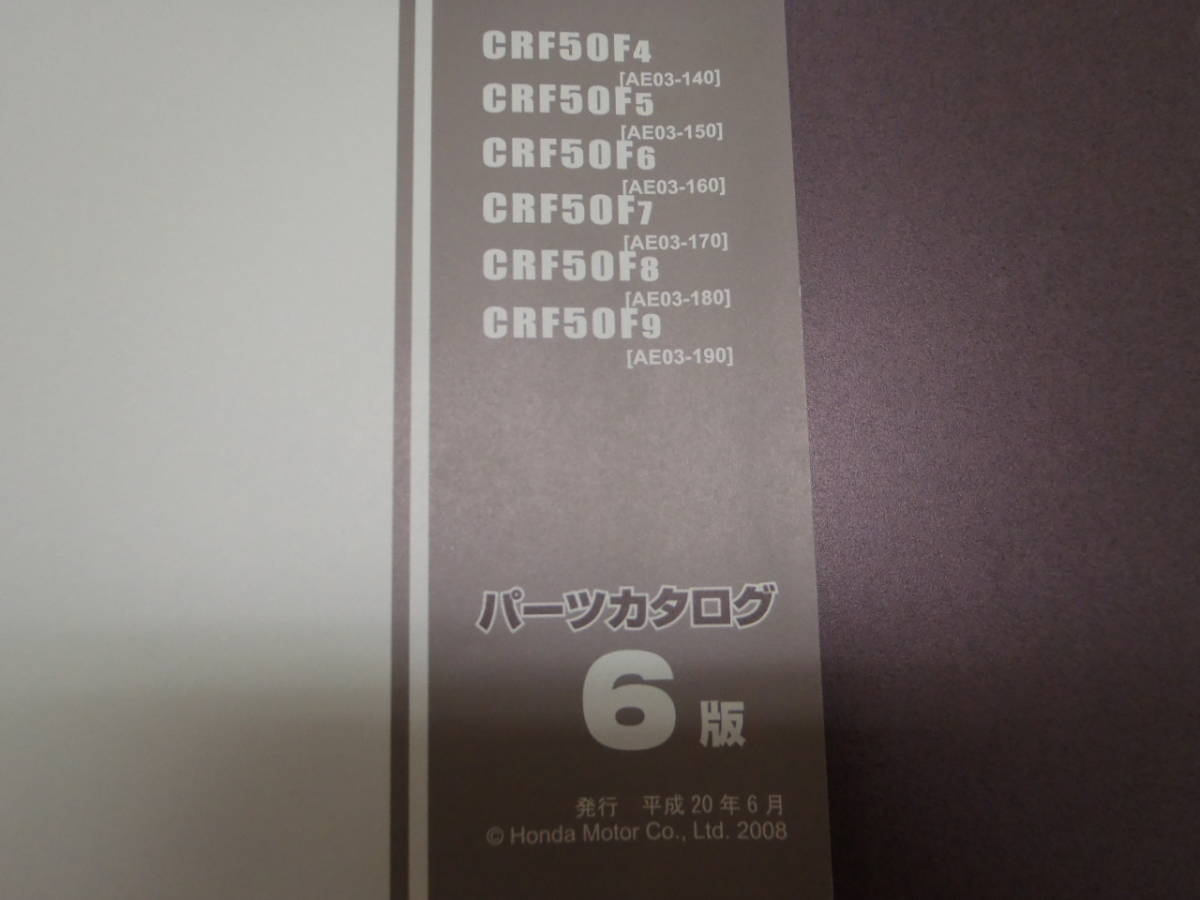 CRF50F4
[AE03-140]
CRF50F5
[AE03-150]
CRF50F6
[AE03-160]
CRF50F7
[AE03-170]
CRF50F8
[AE03-180]
CRF50F9
[AE03-190]
パーツカタログ
6版
発行 平成20年6月
© Honda Motor Co., Ltd. 2008